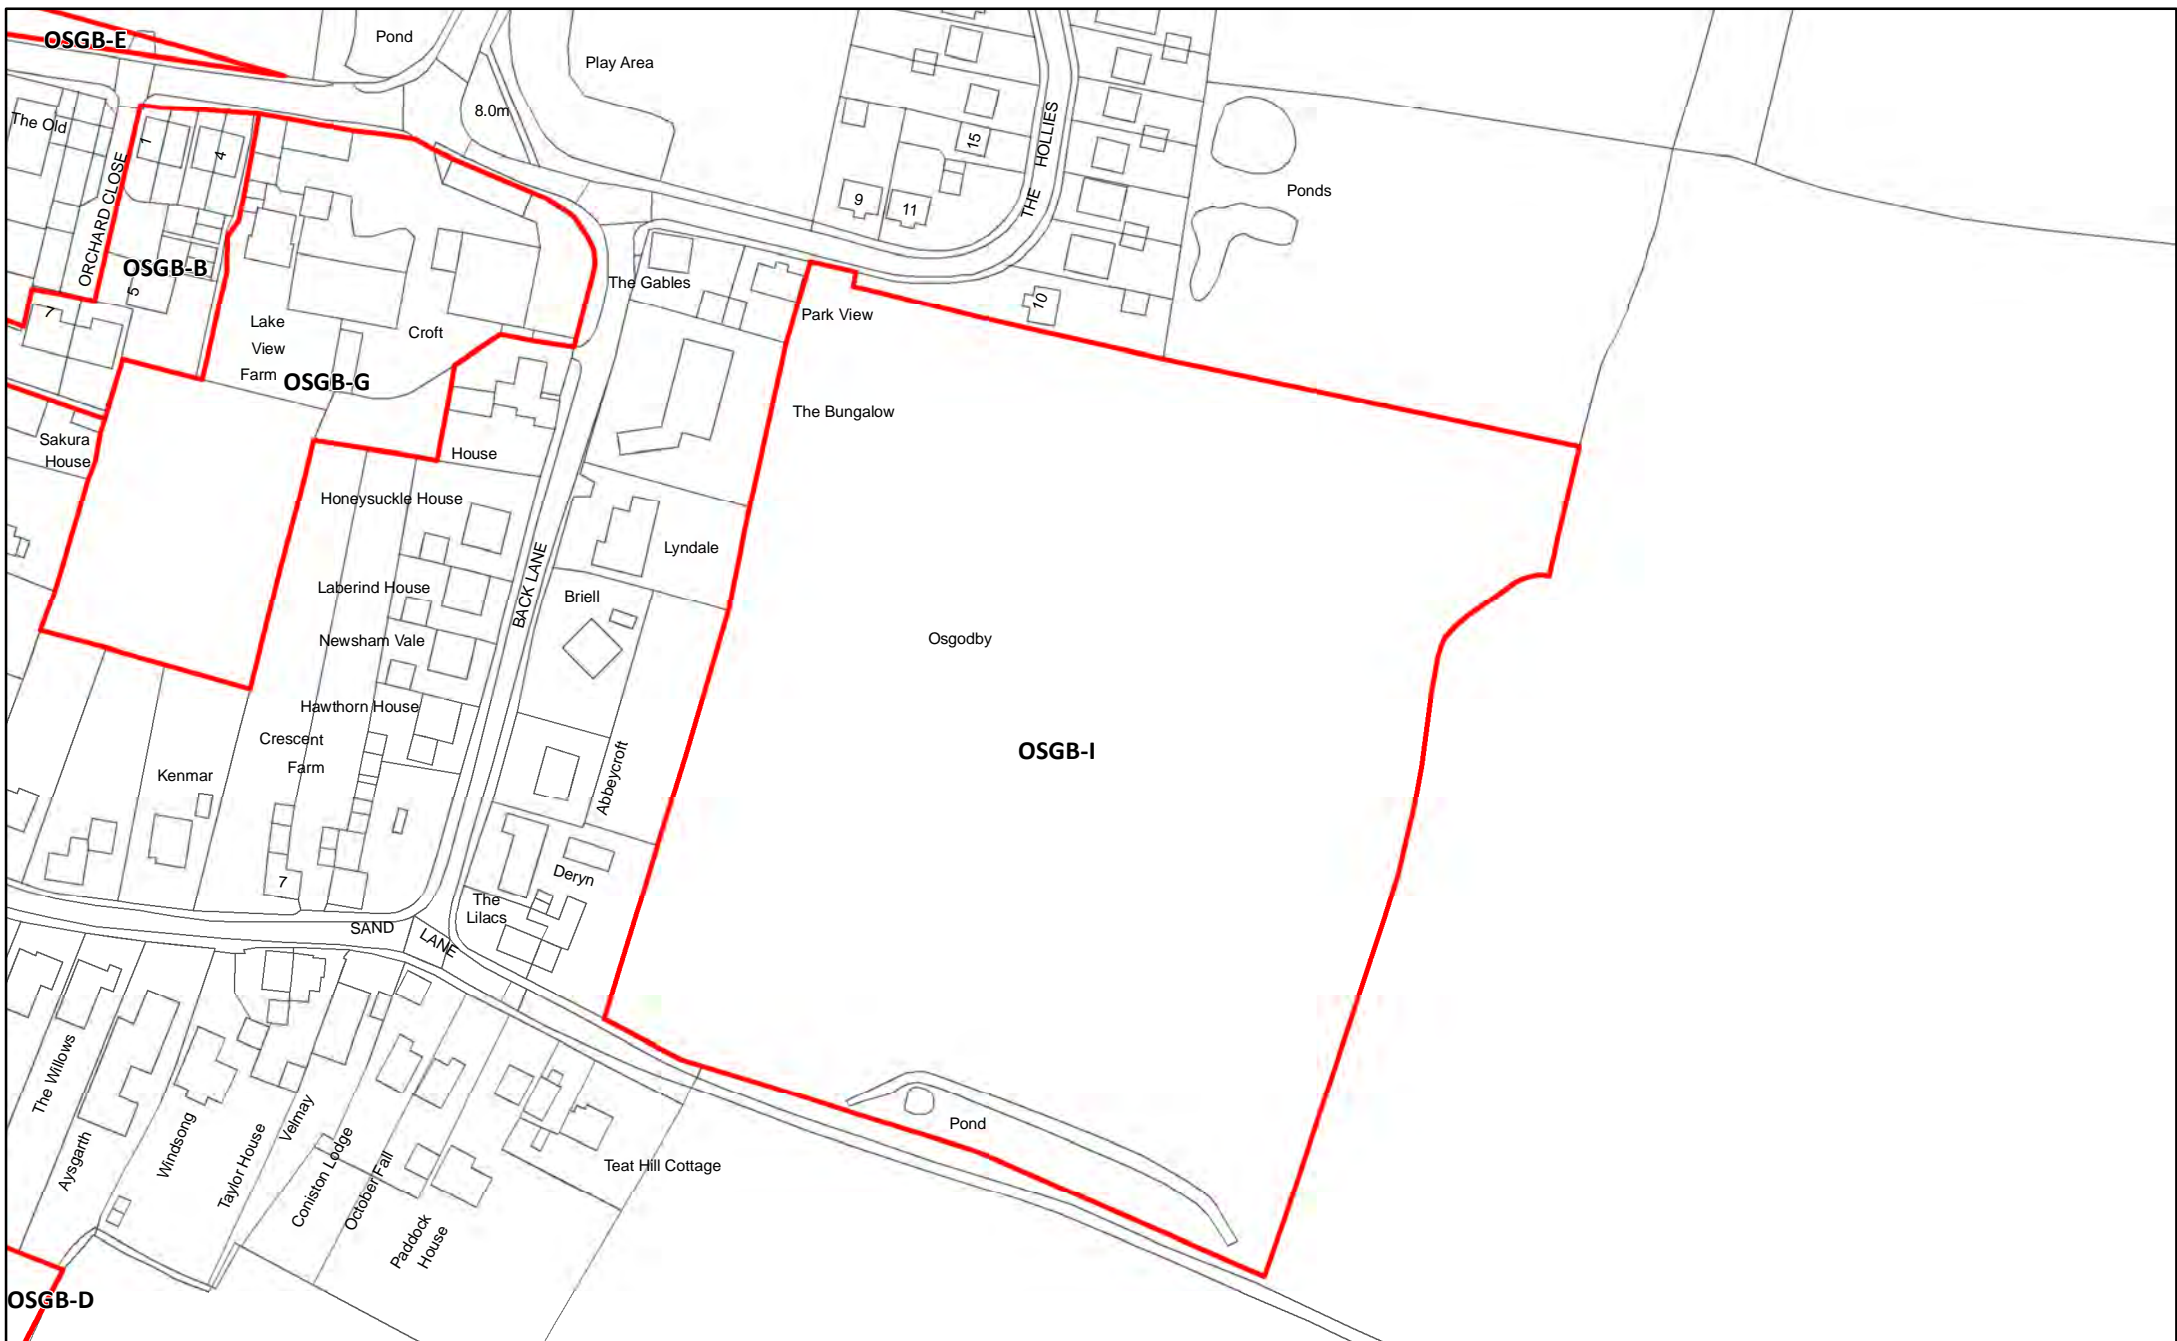 OSGB-E
Pond
Play Area
8.0m
The Old
1
4
ORCHARD CLOSE
15
THE HOLLIES
9
11
Ponds
OSGB-B
5
7
The Gables
10
Park View
Lake
View
Farm
Croft
OSGB-G
The Bungalow
Sakura
House
House
Honeysuckle House
BACK LANE
Lyndale
Laberind House
Briell
Newsham Vale
Osgodby
Hawthorn House
Crescent
Farm
OSGB-I
Kenmar
Abbeycroft
7
Deryn
The
Lilacs
SAND LANE
The Willows
Aysgarth
Windsong
Taylor House
Velmay
Coniston Lodge
October Fall
Paddock
House
Pond
Teat Hill Cottage
OSGB-D